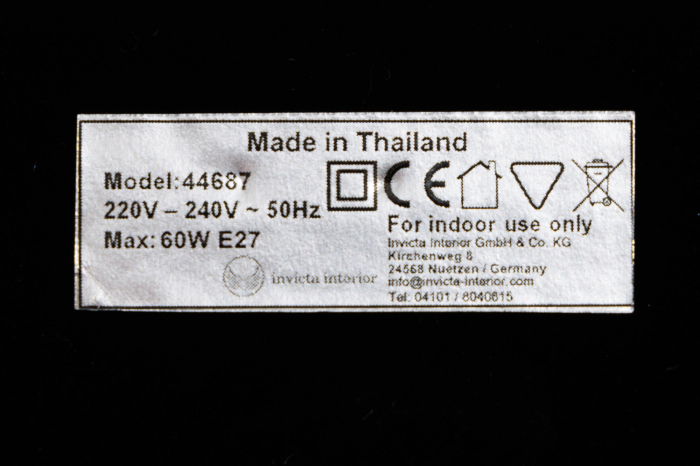 Made in Thailand
Model:44687
220V – 240V ~ 50Hz
Max: 60W E27
invicta interior
CE
For indoor use only
Invicta Interior GmbH & Co. KG
Kirchenweg 8
24568 Nuetzen / Germany
info@invicta-interior.com
Tel: 04101 / 8040615